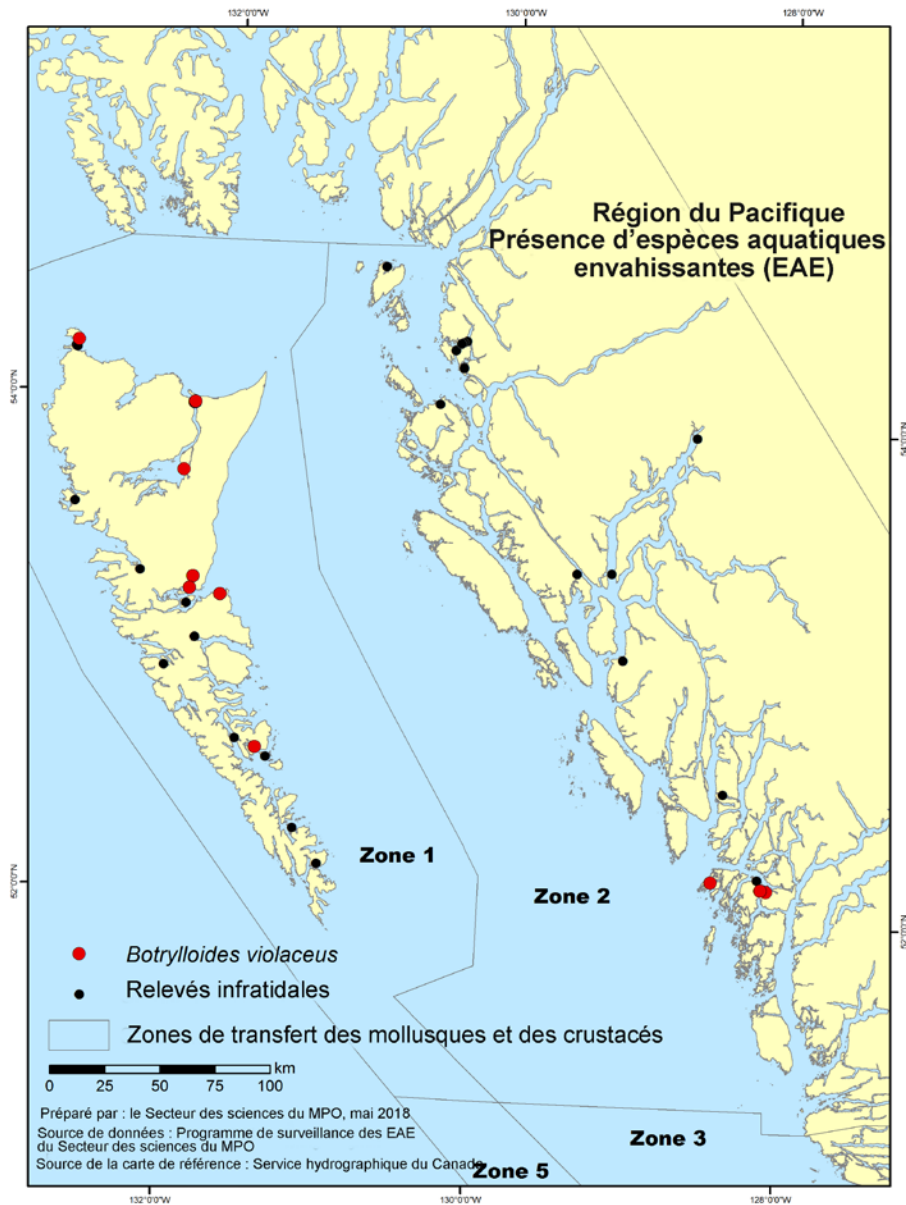 132°0'0"W
130°0'0"W
128°0'0"W
Région du Pacifique
Présence d'espèces aquatiques
envahissantes (EAE)
54°0'0"N
54°0'0"N
Zone 1
Zone 2
52°0'0"N
52°0'0"N
Botrylloides violaceus
Relevés infratidales
Zones de transfert des mollusques et des crustacés
km
0 25 50 75 100
Préparé par : le Secteur des sciences du MPO, mai 2018
Source de données : Programme de surveillance des EAE
du Secteur des sciences du MPO
Source de la carte de référence : Service hydrographique du Canada
Zone 3
Zone 5
132°0'0"W
130°0'0"W
128°0'0"W